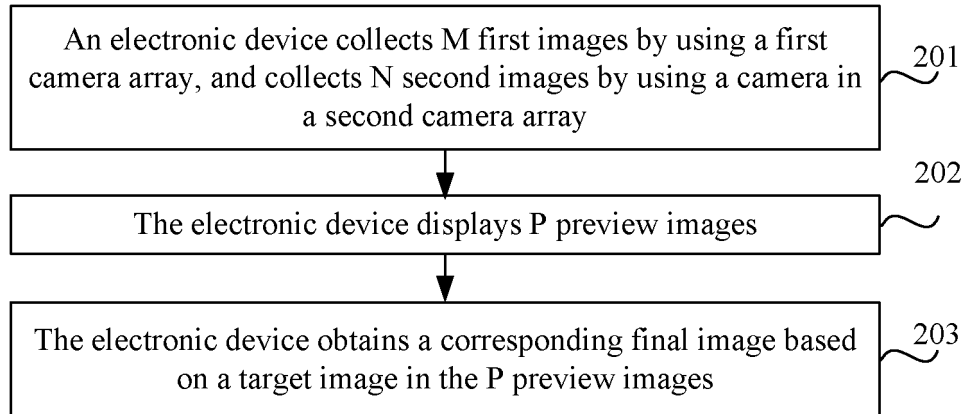 An electronic device collects M first images by using a first
camera array, and collects N second images by using a camera in
a second camera array
201
202
The electronic device displays P preview images
The electronic device obtains a corresponding final image based
on a target image in the P preview images
203